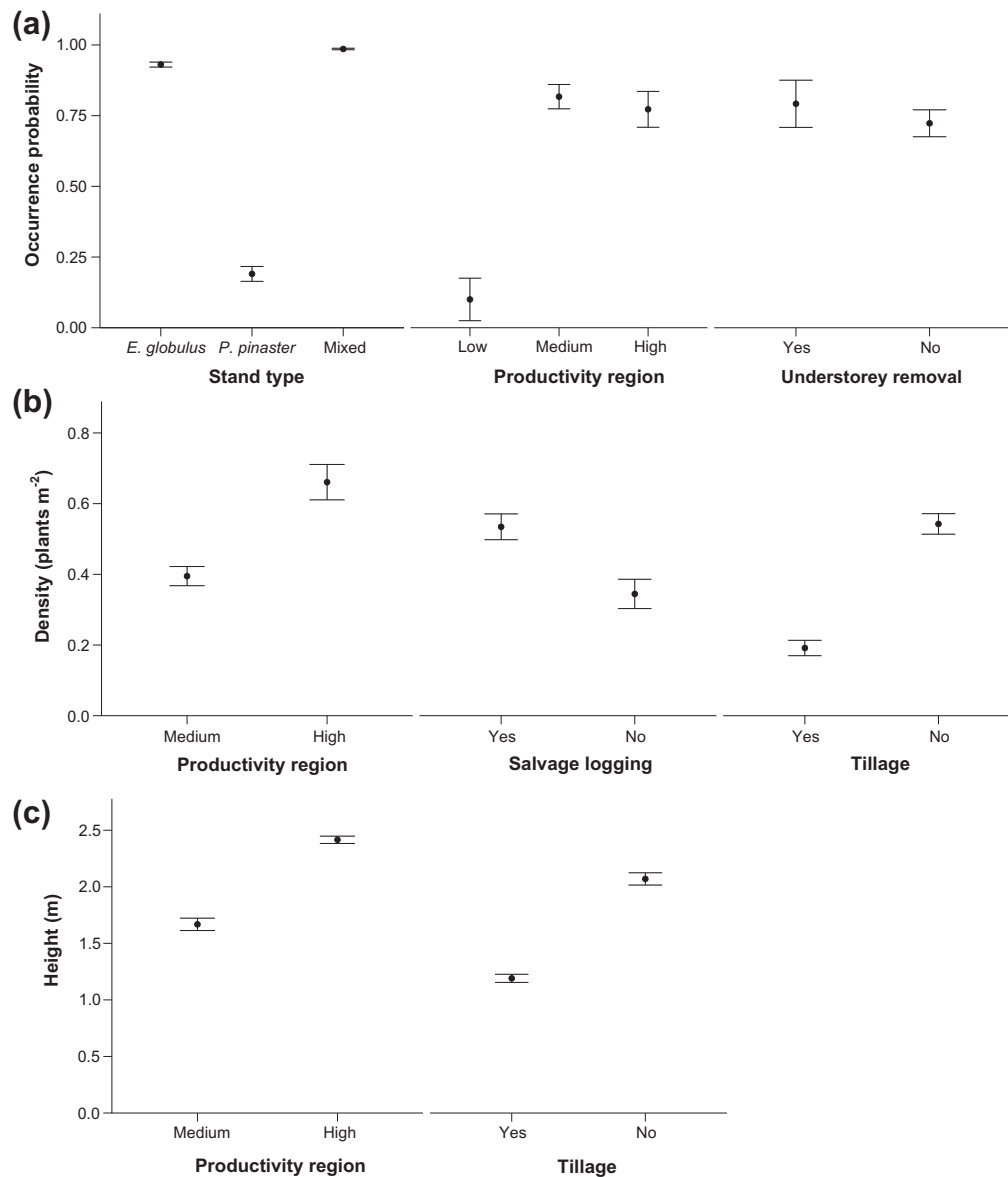 (a)
Occurrence probability
1.00
0.75
0.50
0.25
0.00
E. globulus P. pinaster Mixed
Stand type
Low Medium High
Productivity region
Yes No
Understorey removal
(b)
Density (plants m-2)
0.8
0.6
0.4
0.2
0.0
Medium High
Productivity region
Yes No
Salvage logging
Yes No
Tillage
(c)
Height (m)
2.5
2.0
1.5
1.0
0.5
0.0
Medium High
Productivity region
Yes No
Tillage